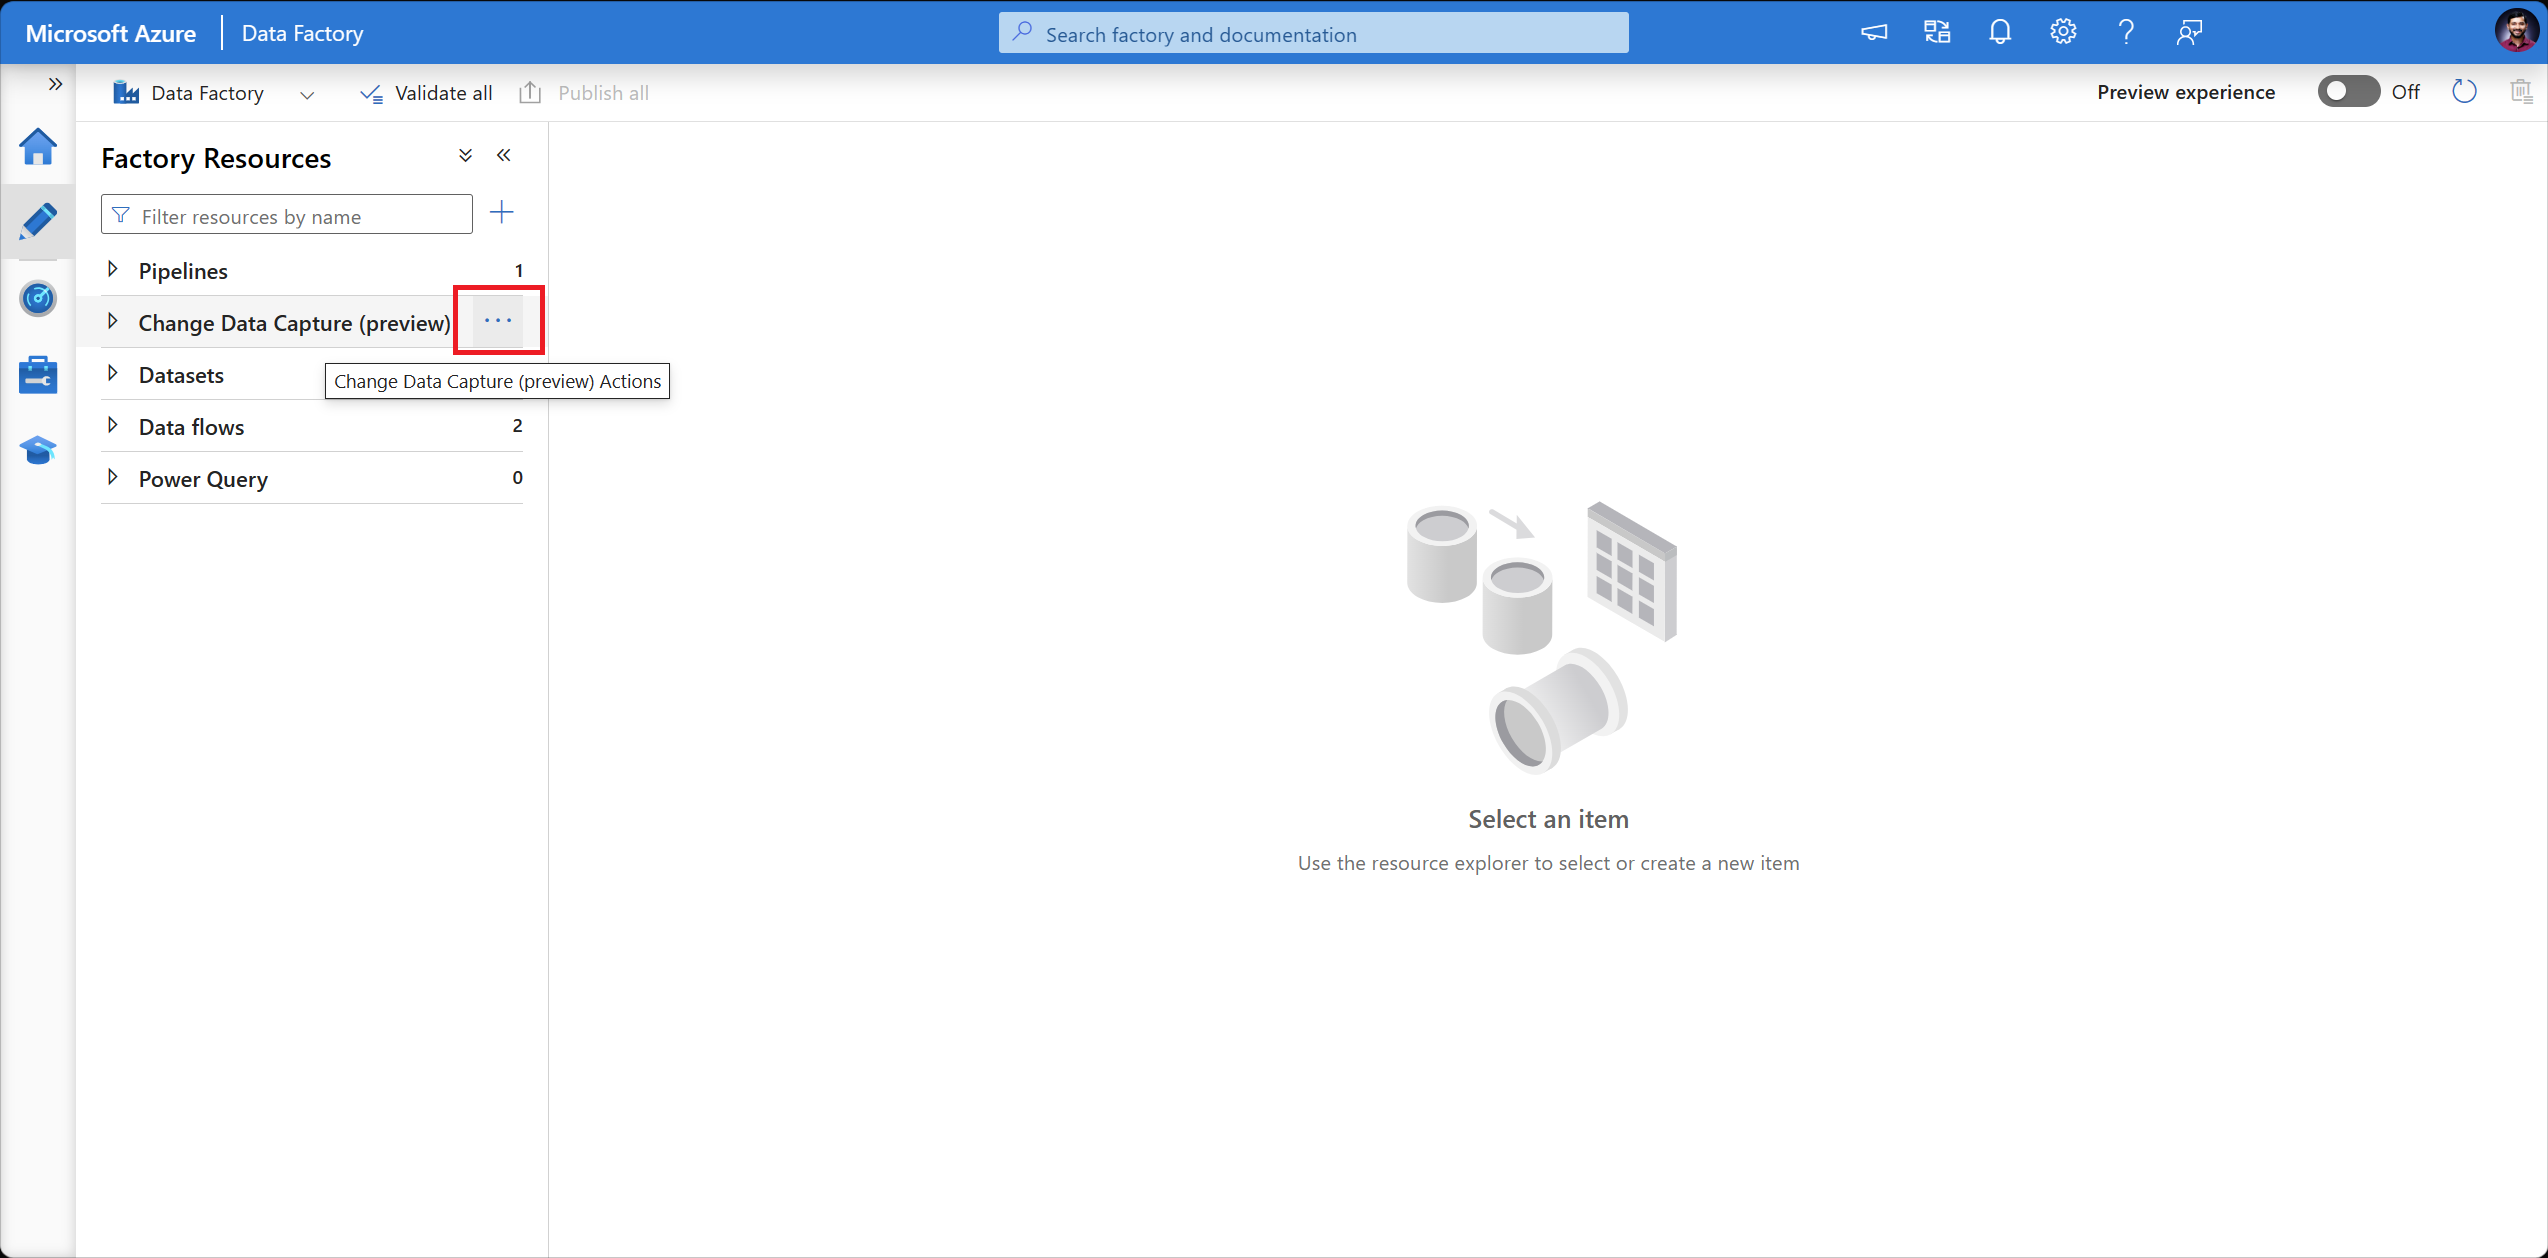 Microsoft Azure
Data Factory
Search factory and documentation
Data Factory
Validate all
Publish all
Preview experience
Off
Factory Resources
Filter resources by name
Pipelines 1
Change Data Capture (preview) ...
Datasets
Change Data Capture (preview) Actions
Data flows 2
Power Query 0
Select an item
Use the resource explorer to select or create a new item